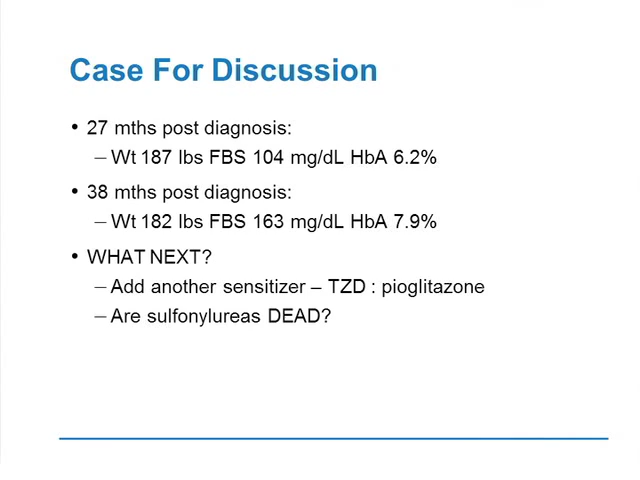 Case For Discussion
• 27 mths post diagnosis:
– Wt 187 lbs FBS 104 mg/dL HbA 6.2%
• 38 mths post diagnosis:
– Wt 182 lbs FBS 163 mg/dL HbA 7.9%
• WHAT NEXT?
– Add another sensitizer – TZD : pioglitazone
– Are sulfonylureas DEAD?